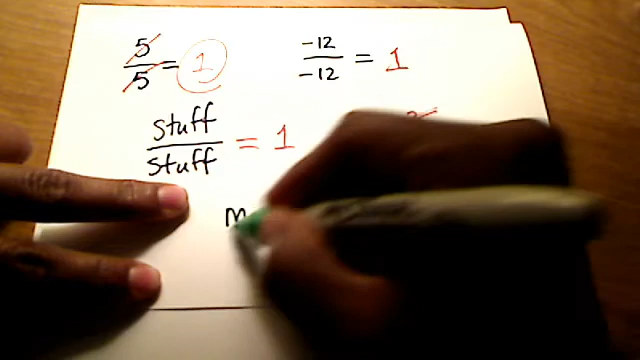 5/5 = 1
-12/-12 = 1
stuff/stuff = 1
m